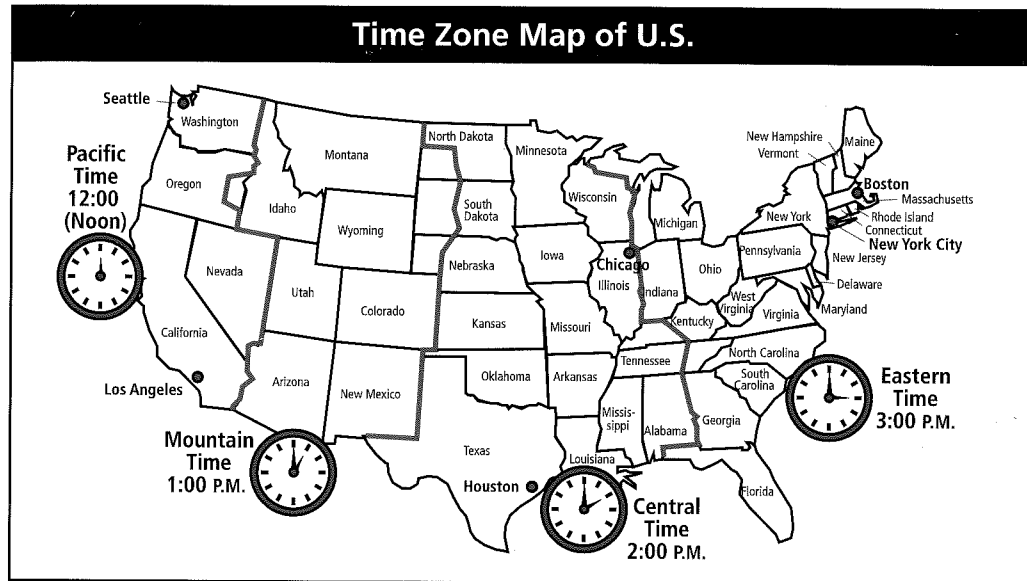 Time Zone Map of U.S.
Seattle
Washington
Pacific
Time
12:00
(Noon)
Oregon
Idaho
Montana
North Dakota
Minnesota
South
Dakota
Wyoming
Wisconsin
Michigan
New Hampshire
Vermont
Maine
Boston
Massachusetts
Rhode Island
Connecticut
New York City
New York
Pennsylvania
New Jersey
Delaware
Maryland
Nevada
Utah
Colorado
Nebraska
Iowa
Chicago
Illinois
Indiana
Ohio
West
Virginia
Virginia
California
Kansas
Missouri
Kentucky
Los Angeles
Arizona
New Mexico
Oklahoma
Arkansas
Tennessee
North Carolina
South
Carolina
Eastern
Time
3:00 P.M.
Mountain
Time
1:00 P.M.
Texas
Houston
Louisiana
Missis-
sippi
Alabama
Georgia
Florida
Central
Time
2:00 P.M.